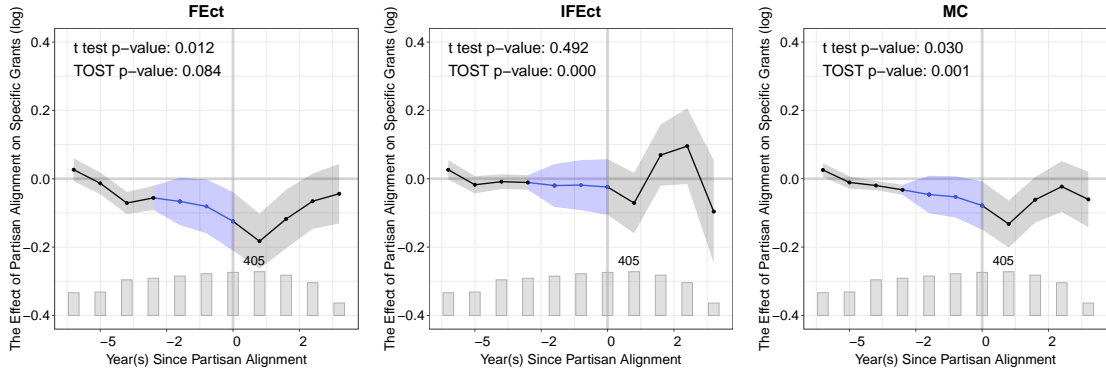 FEct
The Effect of Partisan Alignment on Specific Grants (log)
t test p−value: 0.012
TOST p−value: 0.084
0.4
0.2
0.0
−0.2
−0.4
405
−5
−2
0
2
Year(s) Since Partisan Alignment
IFEct
The Effect of Partisan Alignment on Specific Grants (log)
t test p−value: 0.492
TOST p−value: 0.000
0.4
0.2
0.0
−0.2
−0.4
405
−5
−2
0
2
Year(s) Since Partisan Alignment
MC
The Effect of Partisan Alignment on Specific Grants (log)
t test p−value: 0.030
TOST p−value: 0.001
0.4
0.2
0.0
−0.2
−0.4
405
−5
−2
0
2
Year(s) Since Partisan Alignment